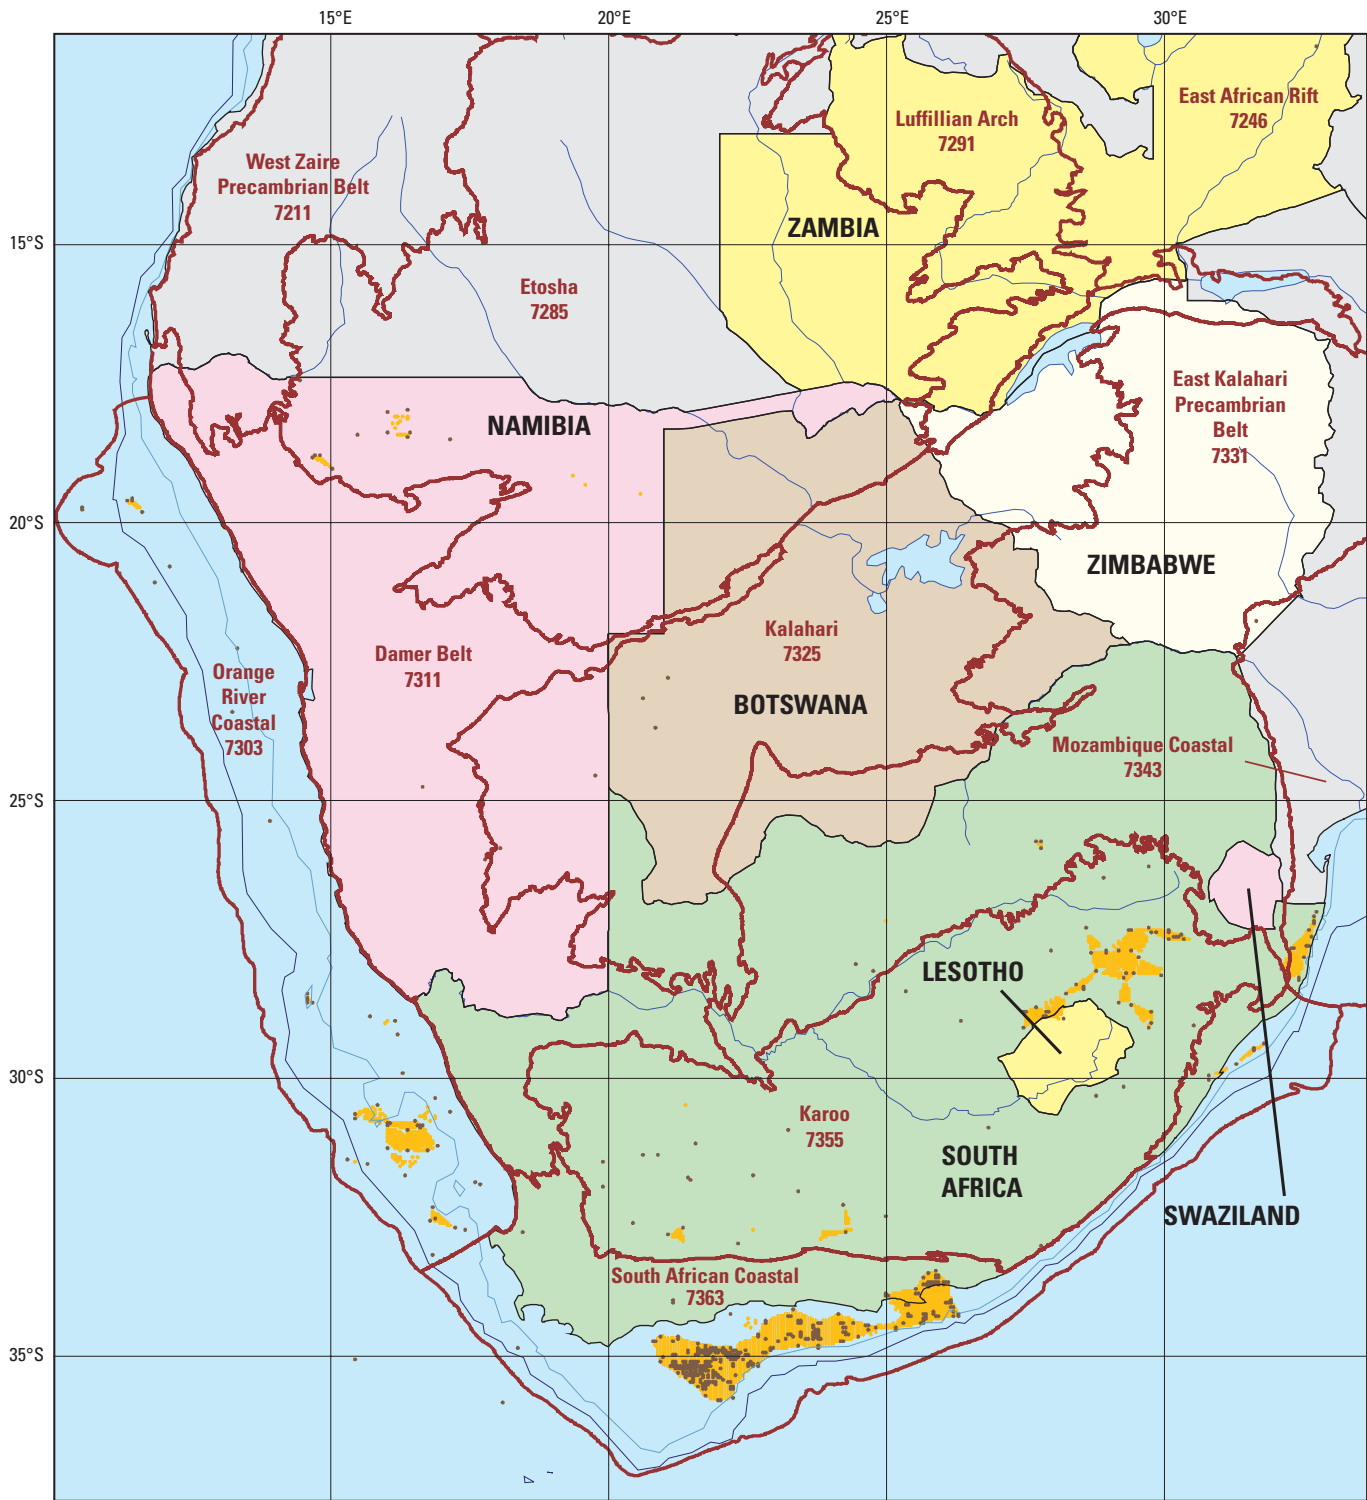 15°E
20°E
25°E
30°E
East African Rift
7246
Luffillian Arch
7291
West Zaire
Precambrian Belt
7211
ZAMBIA
15°S
Etosha
7285
East Kalahari
Precambrian
Belt
7331
NAMIBIA
20°S
ZIMBABWE
Kalahari
7325
Damer Belt
7311
Orange
River
Coastal
7303
BOTSWANA
Mozambique Coastal
7343
25°S
LESOTHO
30°S
Karoo
7355
SOUTH
AFRICA
SWAZILAND
South African Coastal
7363
35°S